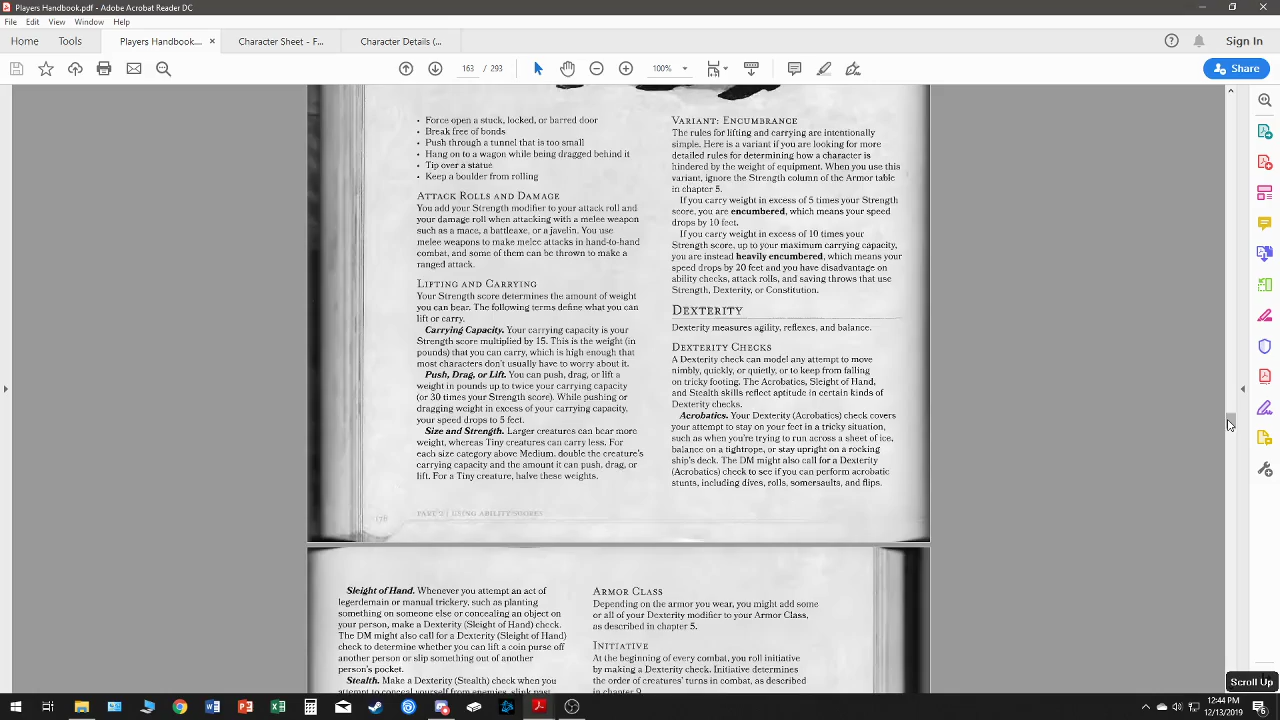 Players Handbook.pdf - Adobe Acrobat Reader DC
File Edit View Window Help
Home Tools Players Handbook.... × Character Sheet - F... Character Details (... Sign In
163 / 293 100% Share
• Force open a stuck, locked, or barred door
• Break free of bonds
• Push through a tunnel that is too small
• Hang on to a wagon while being dragged behind it
• Tip over a statue
• Keep a boulder from rolling
Attack Rolls and Damage
You add your Strength modifier to your attack roll and
your damage roll when attacking with a melee weapon
such as a mace, a battleaxe, or a javelin. You use
melee weapons to make melee attacks in hand-to-hand
combat, and some of them can be thrown to make a
ranged attack.
Lifting and Carrying
Your Strength score determines the amount of weight
you can bear. The following terms define what you can
lift or carry.
Carrying Capacity. Your carrying capacity is your
Strength score multiplied by 15. This is the weight (in
pounds) that you can carry, which is high enough that
most characters don't usually have to worry about it.
Push, Drag, or Lift. You can push, drag, or lift a
weight in pounds up to twice your carrying capacity
(or 30 times your Strength score). While pushing or
dragging weight in excess of your carrying capacity,
your speed drops to 5 feet.
Size and Strength. Larger creatures can bear more
weight, whereas Tiny creatures can carry less. For
each size category above Medium, double the creature's
carrying capacity and the amount it can push, drag, or
lift. For a Tiny creature, halve these weights.
176 PART 2 | USING ABILITY SCORES
Variant: Encumbrance
The rules for lifting and carrying are intentionally
simple. Here is a variant if you are looking for more
detailed rules for determining how a character is
hindered by the weight of equipment. When you use this
variant, ignore the Strength column of the Armor table
in chapter 5.
If you carry weight in excess of 5 times your Strength
score, you are encumbered, which means your speed
drops by 10 feet.
If you carry weight in excess of 10 times your
Strength score, up to your maximum carrying capacity,
you are instead heavily encumbered, which means your
speed drops by 20 feet and you have disadvantage on
ability checks, attack rolls, and saving throws that use
Strength, Dexterity, or Constitution.
Dexterity
Dexterity measures agility, reflexes, and balance.
Dexterity Checks
A Dexterity check can model any attempt to move
nimbly, quickly, or quietly, or to keep from falling
on tricky footing. The Acrobatics, Sleight of Hand,
and Stealth skills reflect aptitude in certain kinds of
Dexterity checks.
Acrobatics. Your Dexterity (Acrobatics) check covers
your attempt to stay on your feet in a tricky situation,
such as when you're trying to run across a sheet of ice,
balance on a tightrope, or stay upright on a rocking
ship's deck. The DM might also call for a Dexterity
(Acrobatics) check to see if you can perform acrobatic
stunts, including dives, rolls, somersaults, and flips.
Sleight of Hand. Whenever you attempt an act of
legerdemain or manual trickery, such as planting
something on someone else or concealing an object on
your person, make a Dexterity (Sleight of Hand) check.
The DM might also call for a Dexterity (Sleight of Hand)
check to determine whether you can lift a coin purse off
another person or slip something out of another
person's pocket.
Stealth. Make a Dexterity (Stealth) check when you
attempt to conceal yourself from enemies, slink past
Armor Class
Depending on the armor you wear, you might add some
or all of your Dexterity modifier to your Armor Class,
as described in chapter 5.
Initiative
At the beginning of every combat, you roll initiative
by making a Dexterity check. Initiative determines
the order of creatures' turns in combat, as described
in chapter 9.
Scroll Up
12:44 PM
12/13/2019